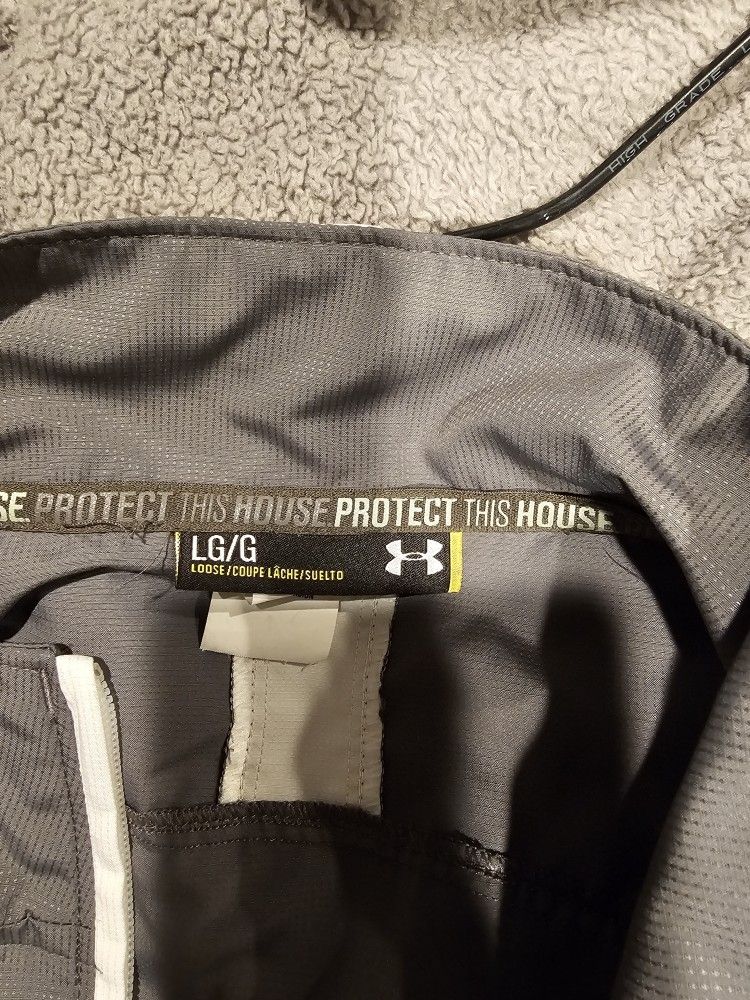 HIGH GRADE
SE PROTECT THIS HOUSE PROTECT THIS HOUSE
LG/G
LOOSE/COUPE LÂCHE/SUELTO